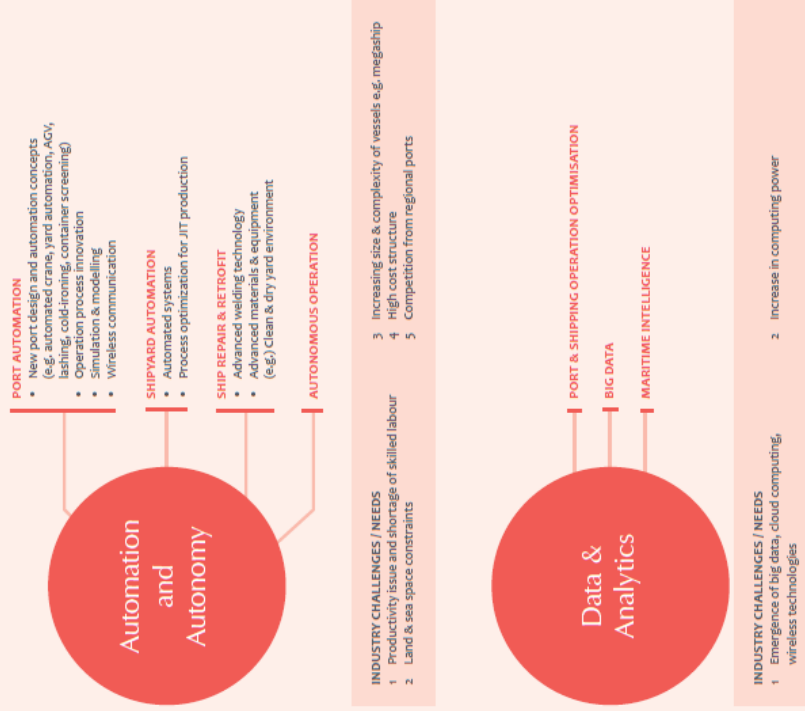 Automation
and
Autonomy
PORT AUTOMATION
• New port design and automation concepts
(e.g. automated crane, yard automation, AGV,
lashing, cold-ironing, container screening)
• Operation process innovation
• Simulation & modelling
• Wireless communication
SHIPYARD AUTOMATION
• Automated systems
• Process optimization for JIT production
SHIP REPAIR & RETROFIT
• Advanced welding technology
• Advanced materials & equipment
(e.g.) Clean & dry yard environment
AUTONOMOUS OPERATION
INDUSTRY CHALLENGES / NEEDS
1 Productivity issue and shortage of skilled labour
2 Land & sea space constraints
3 Increasing size & complexity of vessels e.g. megaship
4 High cost structure
5 Competition from regional ports
Data &
Analytics
PORT & SHIPPING OPERATION OPTIMISATION
BIG DATA
MARITIME INTELLIGENCE
INDUSTRY CHALLENGES / NEEDS
1 Emergence of big data, cloud computing,
wireless technologies
2 Increase in computing power